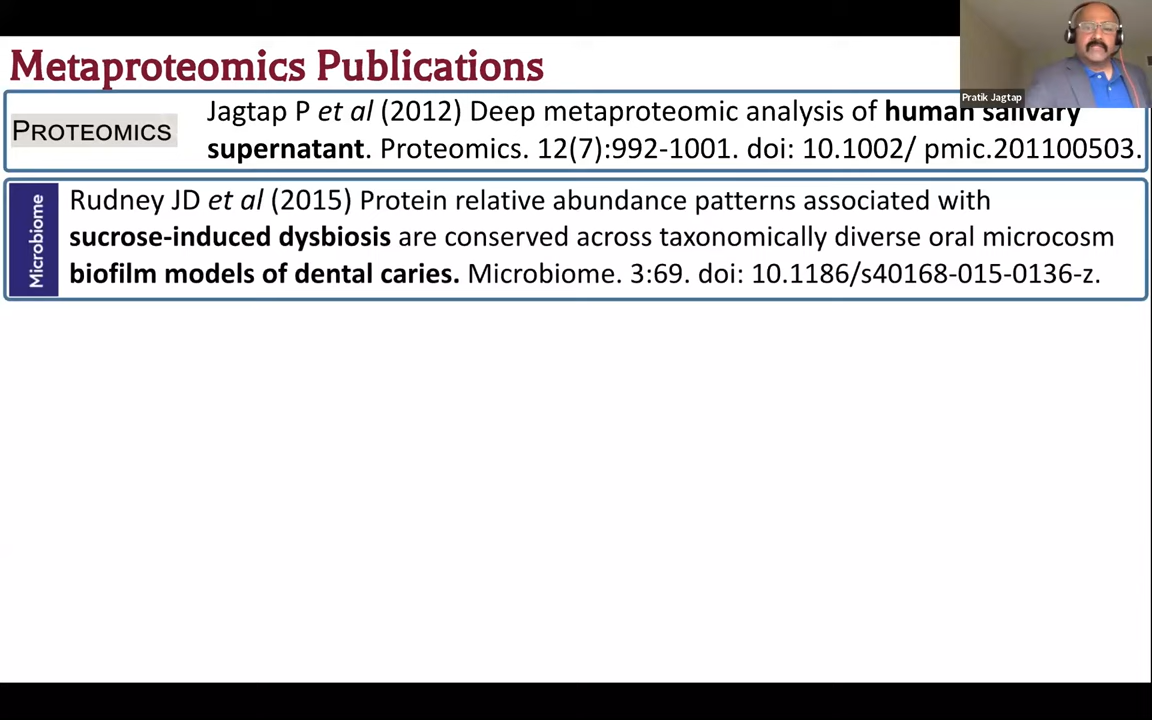 Metaproteomics Publications
Pratik Jagtap
PROTEOMICS
Jagtap P et al (2012) Deep metaproteomic analysis of human salivary
supernatant. Proteomics. 12(7):992-1001. doi: 10.1002/ pmic.201100503.
Microbiome
Rudney JD et al (2015) Protein relative abundance patterns associated with
sucrose-induced dysbiosis are conserved across taxonomically diverse oral microcosm
biofilm models of dental caries. Microbiome. 3:69. doi: 10.1186/s40168-015-0136-z.